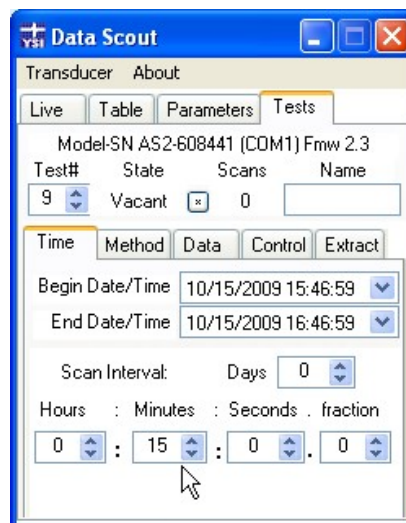 YSI Data Scout
Transducer About
Live Table Parameters Tests
Model-SN AS2-608441 (COM1) Fmw 2.3
Test# State Scans Name
9 Vacant × 0
Time Method Data Control Extract
Begin Date/Time 10/15/2009 15:46:59
End Date/Time 10/15/2009 16:46:59
Scan Interval: Days 0
Hours : Minutes : Seconds . fraction
0 : 15 : 0 . 0